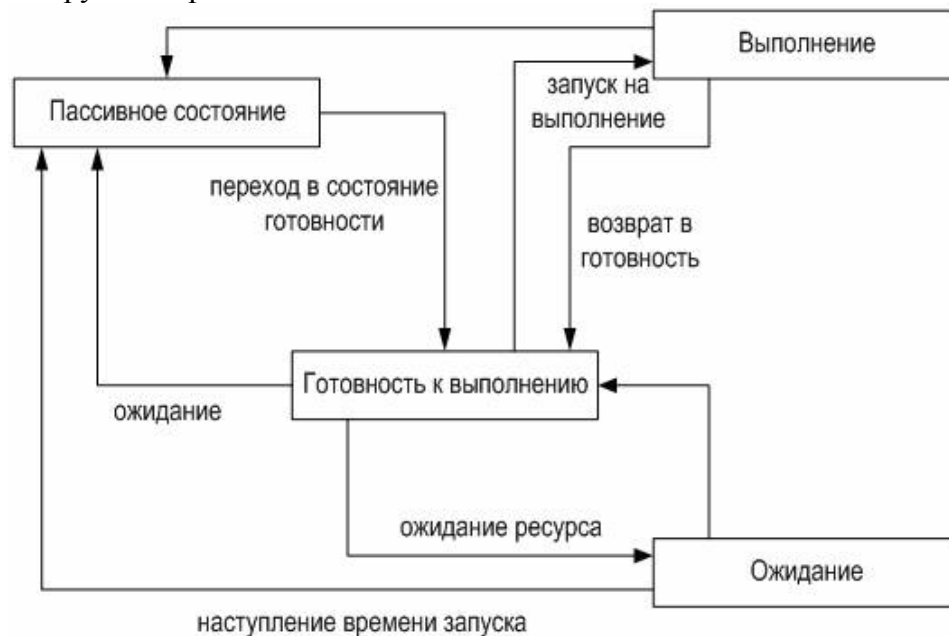 Выполнение
Пассивное состояние
запуск на
выполнение
переход в состояние
готовности
возврат в
готовность
Готовность к выполнению
ожидание
ожидание ресурса
Ожидание
наступление времени запуска